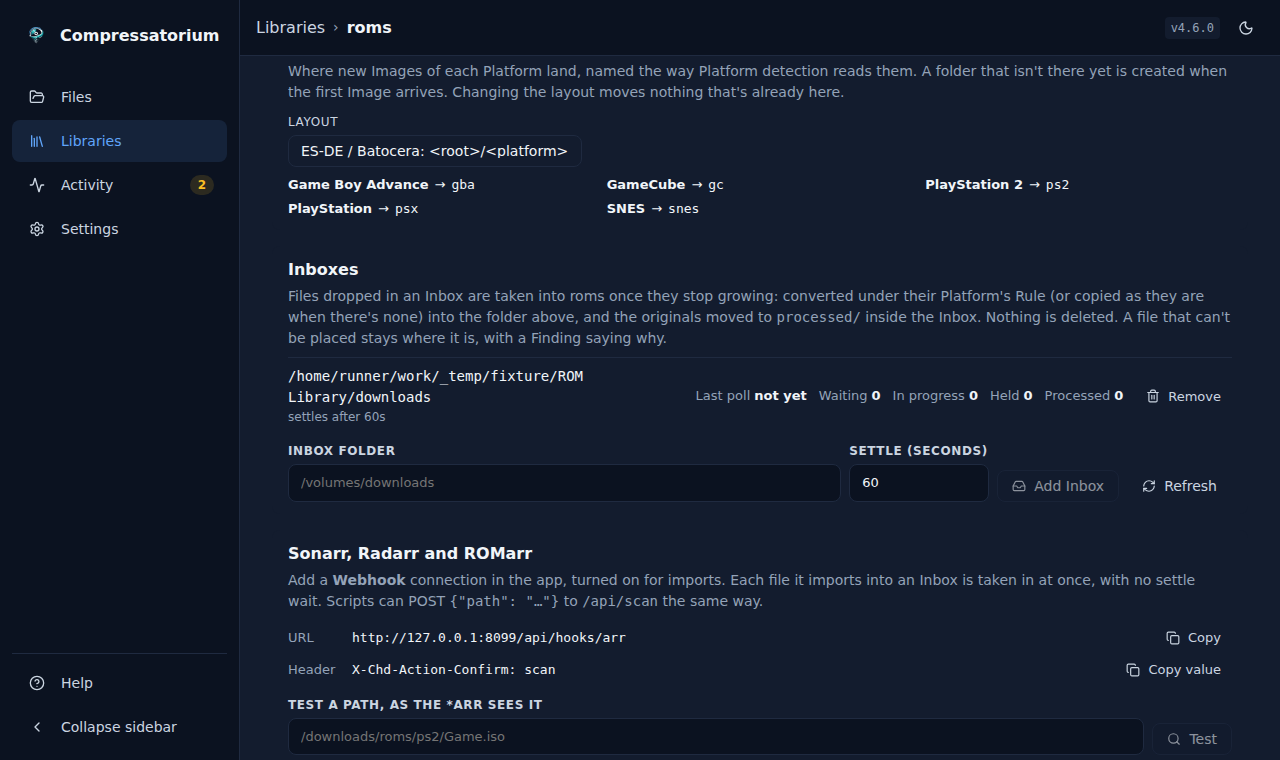 Compressatorium
Libraries › roms
v4.6.0
Files
Libraries
Activity 2
Settings
Help
Collapse sidebar
Where new Images of each Platform land, named the way Platform detection reads them. A folder that isn't there yet is created when
the first Image arrives. Changing the layout moves nothing that's already here.
LAYOUT
ES-DE / Batocera: <root>/<platform>
Game Boy Advance → gba
GameCube → gc
PlayStation 2 → ps2
PlayStation → psx
SNES → snes
Inboxes
Files dropped in an Inbox are taken into roms once they stop growing: converted under their Platform's Rule (or copied as they are
when there's none) into the folder above, and the originals moved to processed/ inside the Inbox. Nothing is deleted. A file that can't
be placed stays where it is, with a Finding saying why.
/home/runner/work/_temp/fixture/ROM
Library/downloads
settles after 60s
Last poll not yet Waiting 0 In progress 0 Held 0 Processed 0 Remove
INBOX FOLDER
SETTLE (SECONDS)
/volumes/downloads
60
Add Inbox
Refresh
Sonarr, Radarr and ROMarr
Add a Webhook connection in the app, turned on for imports. Each file it imports into an Inbox is taken in at once, with no settle
wait. Scripts can POST {"path": "…"} to /api/scan the same way.
URL http://127.0.0.1:8099/api/hooks/arr Copy
Header X-Chd-Action-Confirm: scan Copy value
TEST A PATH, AS THE *ARR SEES IT
/downloads/roms/ps2/Game.iso
Test